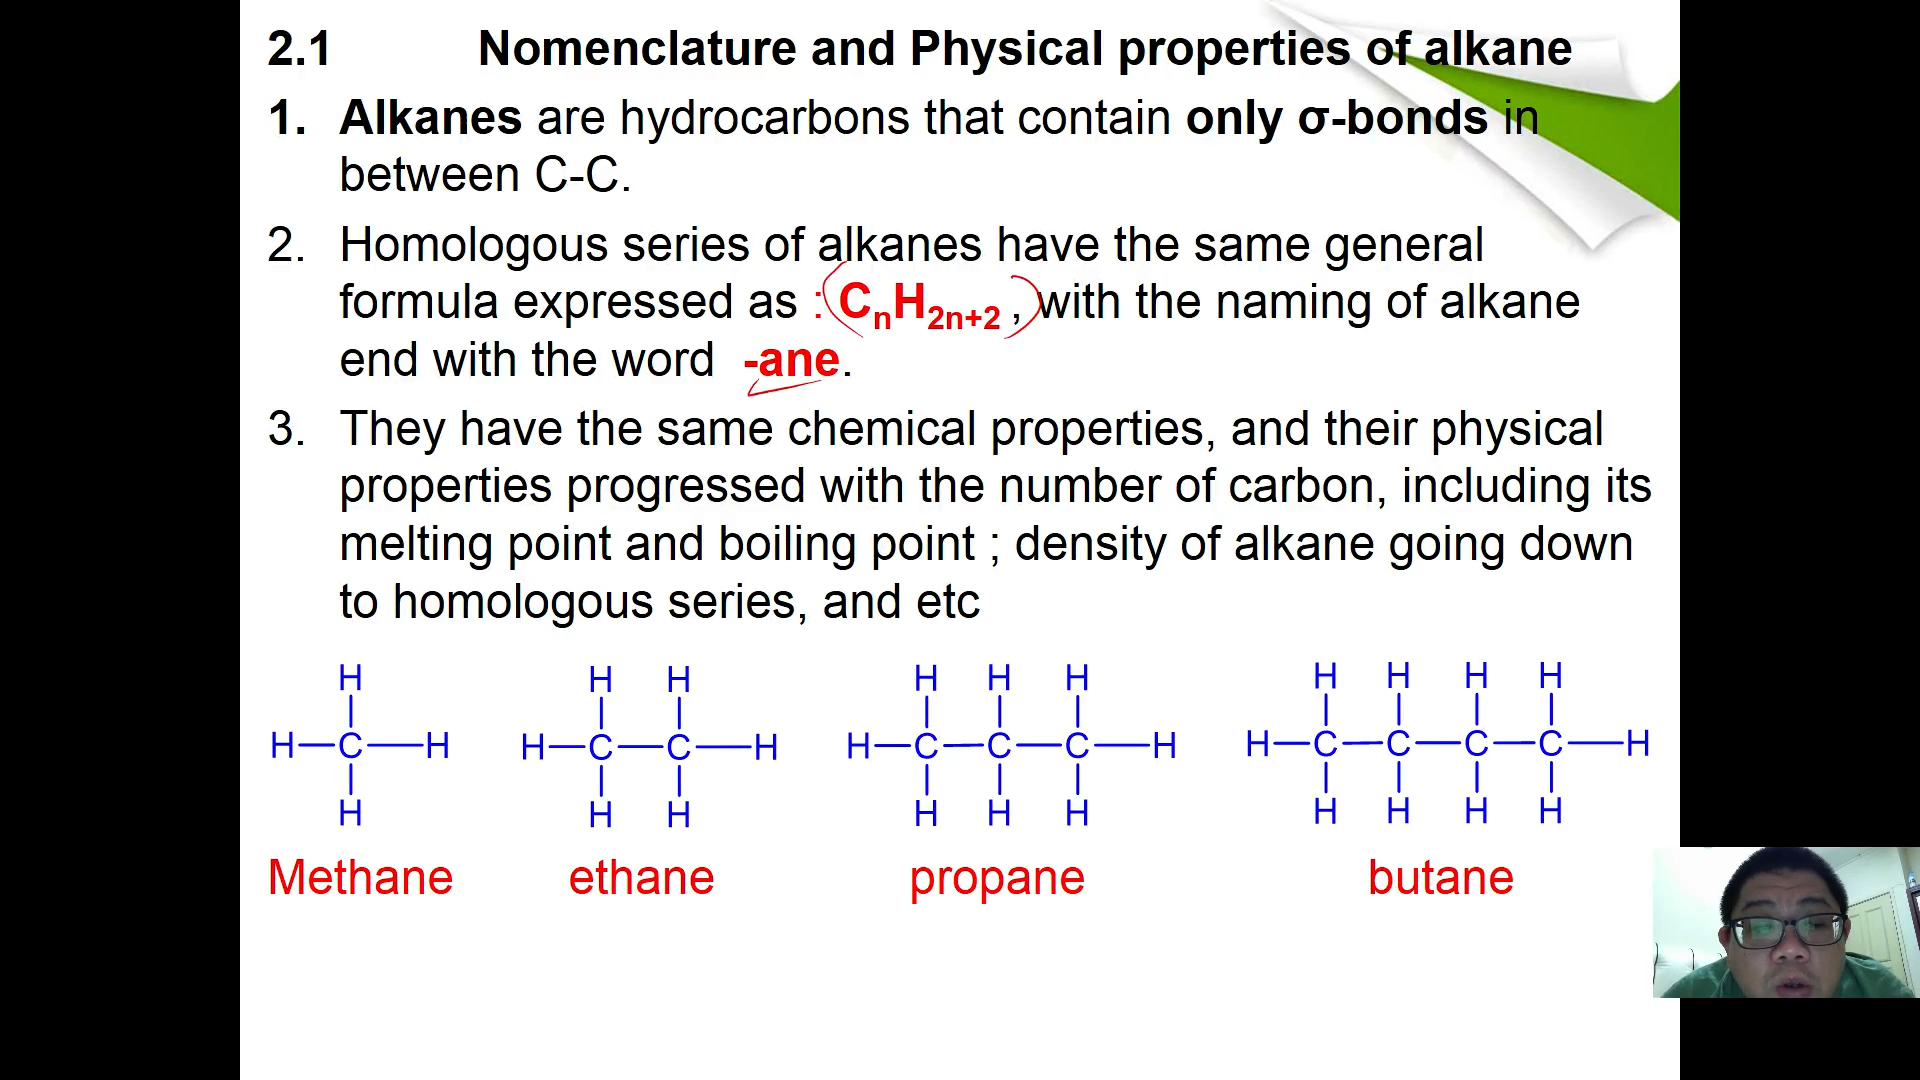 2.1 Nomenclature and Physical properties of alkane
1. Alkanes are hydrocarbons that contain only σ-bonds in
between C-C.
2. Homologous series of alkanes have the same general
formula expressed as : CnH2n+2 , with the naming of alkane
end with the word -ane.
3. They have the same chemical properties, and their physical
properties progressed with the number of carbon, including its
melting point and boiling point ; density of alkane going down
to homologous series, and etc
H H H H H H H H H H
H C H H C C H H C C C H H C C C C H
H H H H H H H H H H
Methane ethane propane butane